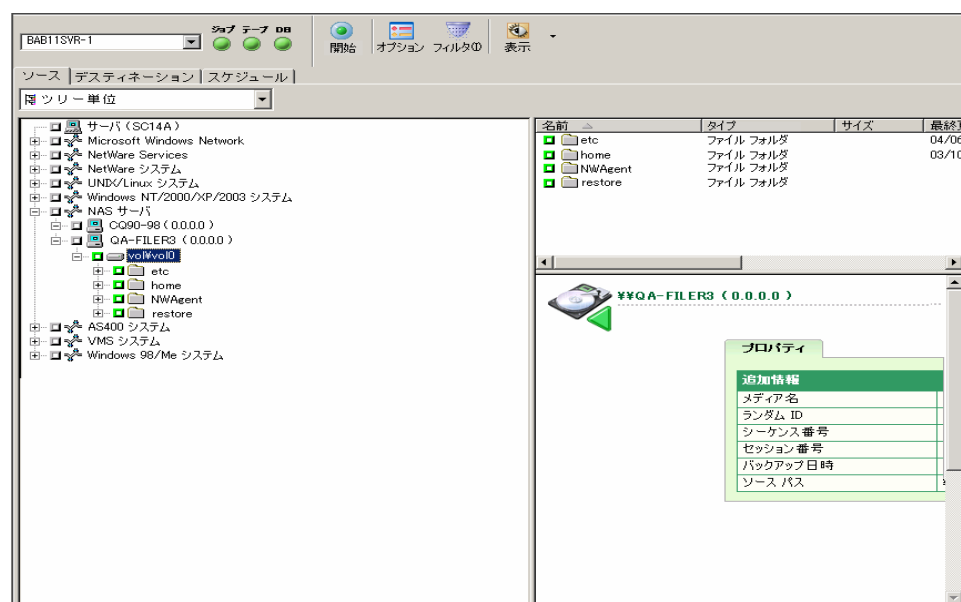 BAB11SVR-1
ジョブ テープ DB
開始
オプション
フィルタ(I)
表示
ソース
デスティネーション
スケジュール
ツリー単位
サーバ (SC14A)
Microsoft Windows Network
NetWare Services
NetWare システム
UNIX/Linux システム
Windows NT/2000/XP/2003 システム
NAS サーバ
CQ90-98 (0.0.0.0)
QA-FILER3 (0.0.0.0)
vol¥vol0
etc
home
NWAgent
restore
AS400 システム
VMS システム
Windows 98/Me システム
名前 タイプ サイズ 最終
etc ファイル フォルダ 04/06
home ファイル フォルダ 03/10
NWAgent ファイル フォルダ
restore ファイル フォルダ
¥¥QA-FILER3 (0.0.0.0)
プロパティ
追加情報
メディア名
ランダム ID
シーケンス番号
セッション番号
バックアップ日時
ソース パス